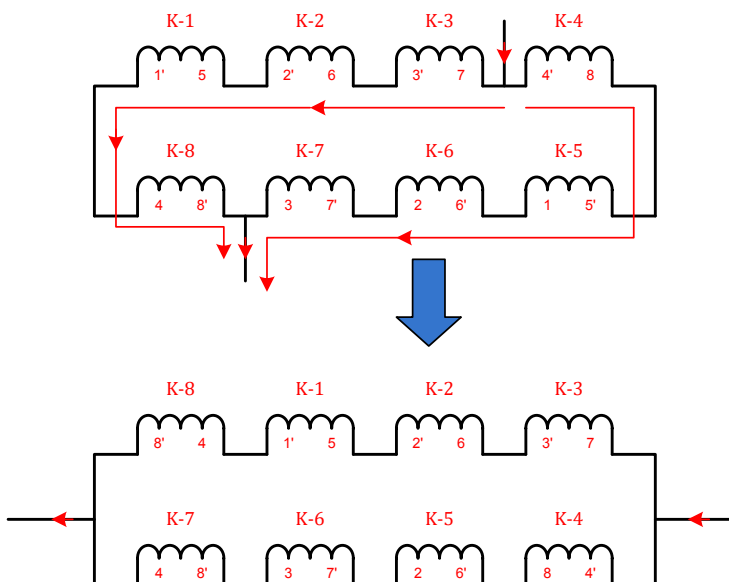 K-1 K-2 K-3 K-4
1' 5 2' 6 3' 7 4' 8
K-8 K-7 K-6 K-5
4 8' 3 7' 2 6' 1 5'
K-8 K-1 K-2 K-3
8' 4 1' 5 2' 6 3' 7
K-7 K-6 K-5 K-4
4 8' 3 7' 2 6' 8 4'